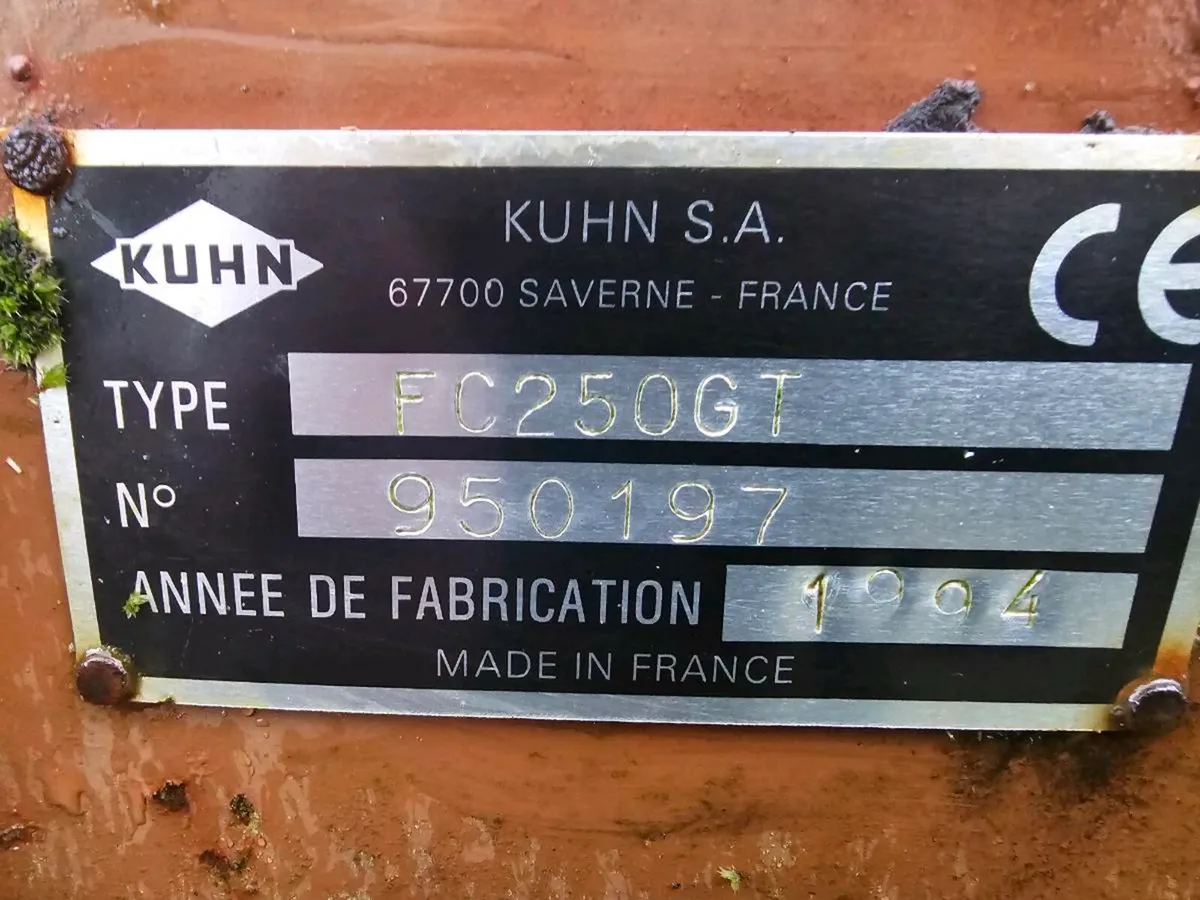 KUHN
KUHN S.A.
67700 SAVERNE - FRANCE
CE
TYPE FC250GT
N° 950197
ANNEE DE FABRICATION 1994
MADE IN FRANCE